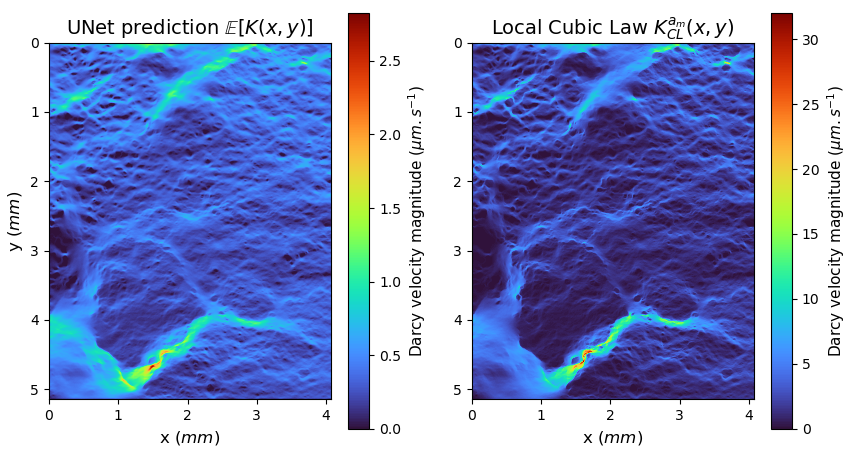 UNet prediction 𝔼[K(x, y)]
0
1
2
3
4
5
y (mm)
0 1 2 3 4
x (mm)
2.5
2.0
1.5
1.0
0.5
0.0
Darcy velocity magnitude (μm. s⁻¹)
Local Cubic Law K_{CL}^{a_m}(x, y)
0
1
2
3
4
5
0 1 2 3 4
x (mm)
30
25
20
15
10
5
0
Darcy velocity magnitude (μm. s⁻¹)